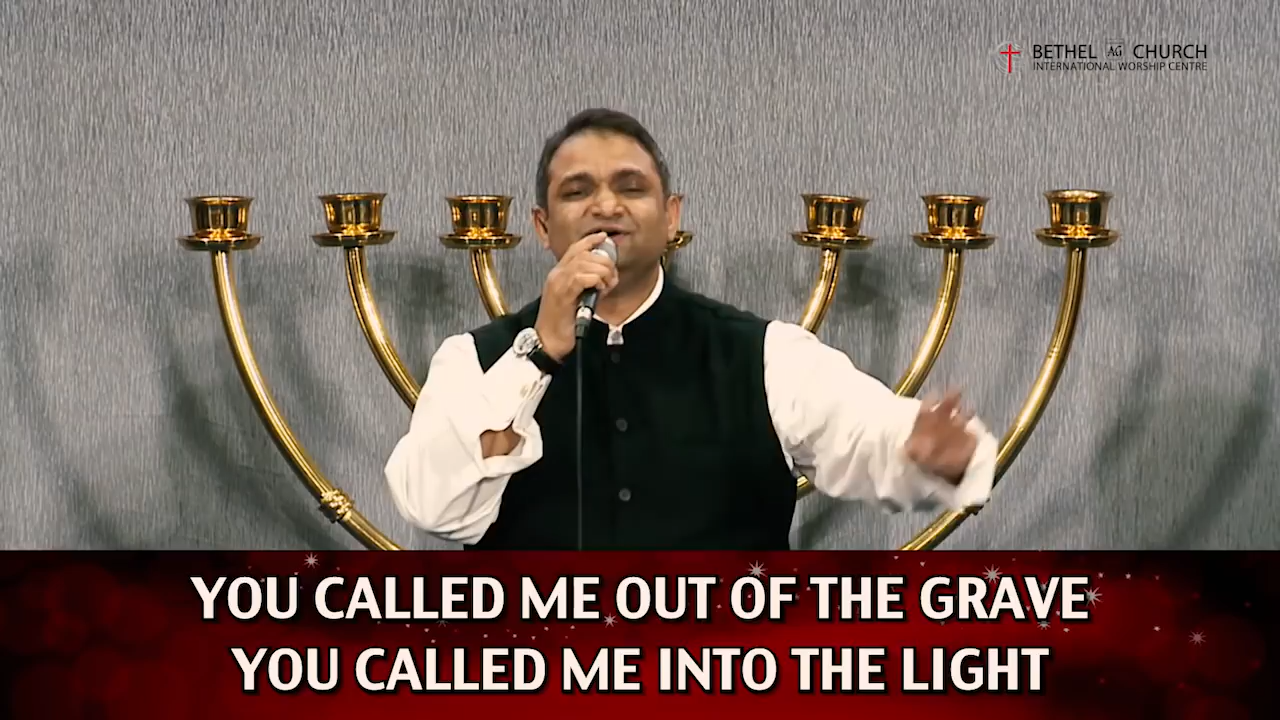 BETHEL AG CHURCH
INTERNATIONAL WORSHIP CENTRE
YOU CALLED ME OUT OF THE GRAVE
YOU CALLED ME INTO THE LIGHT